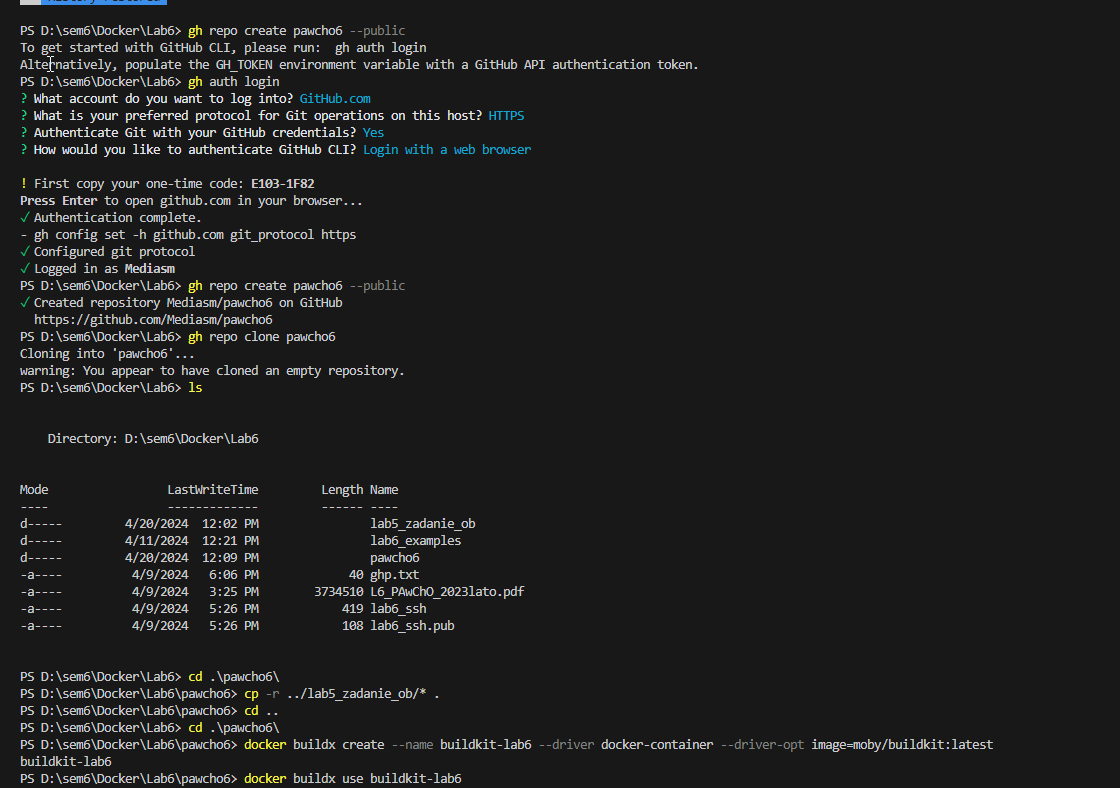 PS D:\sem6\Docker\Lab6> gh repo create pawcho6 --public
To get started with GitHub CLI, please run:  gh auth login
Alternatively, populate the GH_TOKEN environment variable with a GitHub API authentication token.
PS D:\sem6\Docker\Lab6> gh auth login
? What account do you want to log into? GitHub.com
? What is your preferred protocol for Git operations on this host? HTTPS
? Authenticate Git with your GitHub credentials? Yes
? How would you like to authenticate GitHub CLI? Login with a web browser
! First copy your one-time code: E103-1F82
Press Enter to open github.com in your browser...
✓ Authentication complete.
- gh config set -h github.com git_protocol https
✓ Configured git protocol
✓ Logged in as Mediasm
PS D:\sem6\Docker\Lab6> gh repo create pawcho6 --public
✓ Created repository Mediasm/pawcho6 on GitHub
  https://github.com/Mediasm/pawcho6
PS D:\sem6\Docker\Lab6> gh repo clone pawcho6
Cloning into 'pawcho6'...
warning: You appear to have cloned an empty repository.
PS D:\sem6\Docker\Lab6> ls
    Directory: D:\sem6\Docker\Lab6
Mode                 LastWriteTime         Length Name
----                 -------------         ------ ----
d-----         4/20/2024  12:02 PM                lab5_zadanie_ob
d-----         4/11/2024  12:21 PM                lab6_examples
d-----         4/20/2024  12:09 PM                pawcho6
-a----          4/9/2024   6:06 PM             40 ghp.txt
-a----          4/9/2024   3:25 PM        3734510 L6_PAwChO_2023lato.pdf
-a----          4/9/2024   5:26 PM            419 lab6_ssh
-a----          4/9/2024   5:26 PM            108 lab6_ssh.pub
PS D:\sem6\Docker\Lab6> cd .\pawcho6\
PS D:\sem6\Docker\Lab6\pawcho6> cp -r ../lab5_zadanie_ob/* .
PS D:\sem6\Docker\Lab6\pawcho6> cd ..
PS D:\sem6\Docker\Lab6> cd .\pawcho6\
PS D:\sem6\Docker\Lab6\pawcho6> docker buildx create --name buildkit-lab6 --driver docker-container --driver-opt image=moby/buildkit:latest
buildkit-lab6
PS D:\sem6\Docker\Lab6\pawcho6> docker buildx use buildkit-lab6